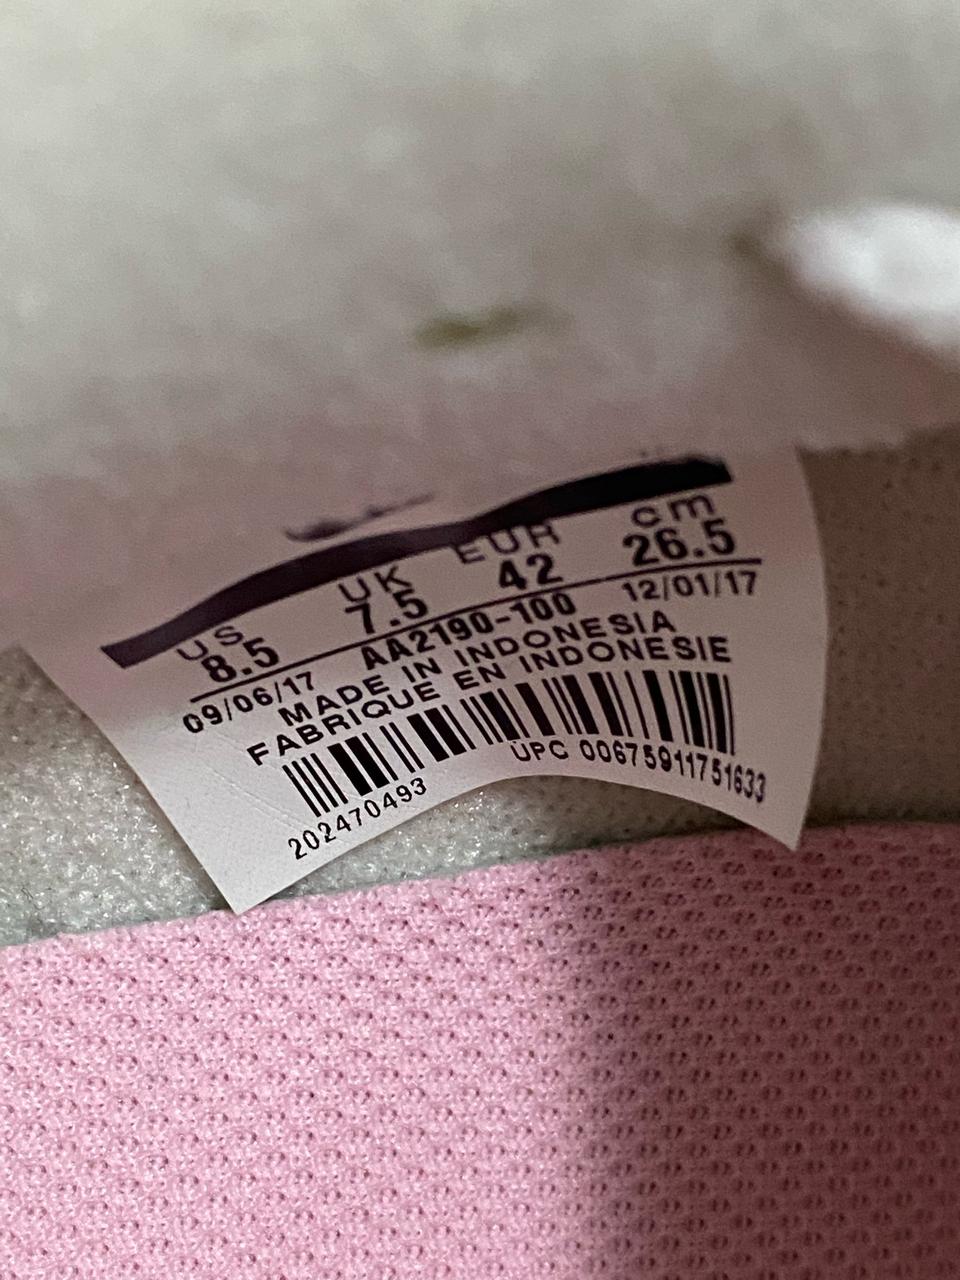 US UK EUR cm
8.5 7.5 42 26.5
09/06/17 AA2190-100 12/01/17
MADE IN INDONESIA
FABRIQUE EN INDONESIE
202470493 UPC 00675911751633